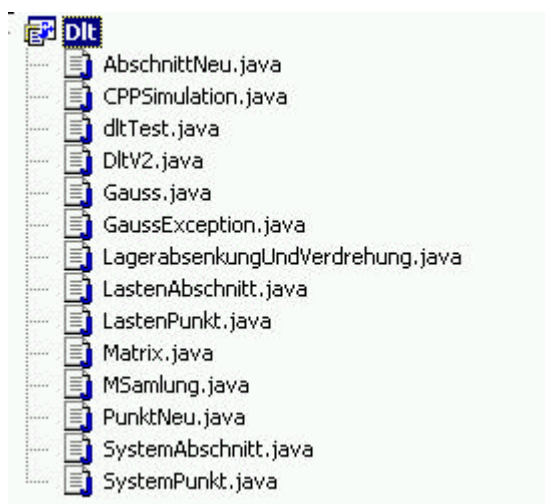 Dlt
AbschnittNeu.java
CPPSimulation.java
dltTest.java
DltV2.java
Gauss.java
GaussException.java
LagerabsenkungUndVerdrehung.java
LastenAbschnitt.java
LastenPunkt.java
Matrix.java
MSamlung.java
PunktNeu.java
SystemAbschnitt.java
SystemPunkt.java